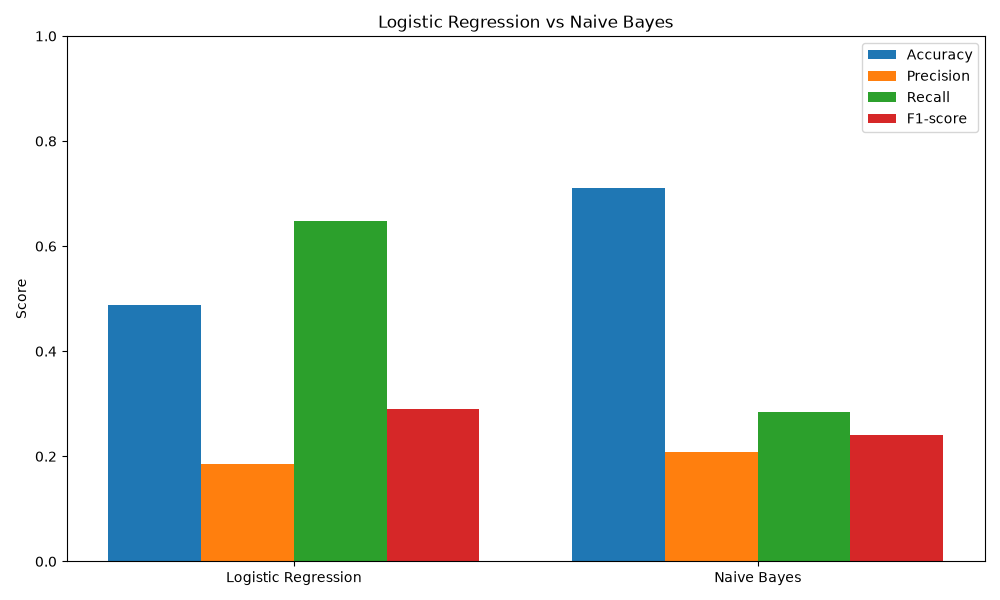 Logistic Regression vs Naive Bayes
1.0
0.8
0.6
0.4
0.2
0.0
Score
Accuracy
Precision
Recall
F1-score
Logistic Regression
Naive Bayes